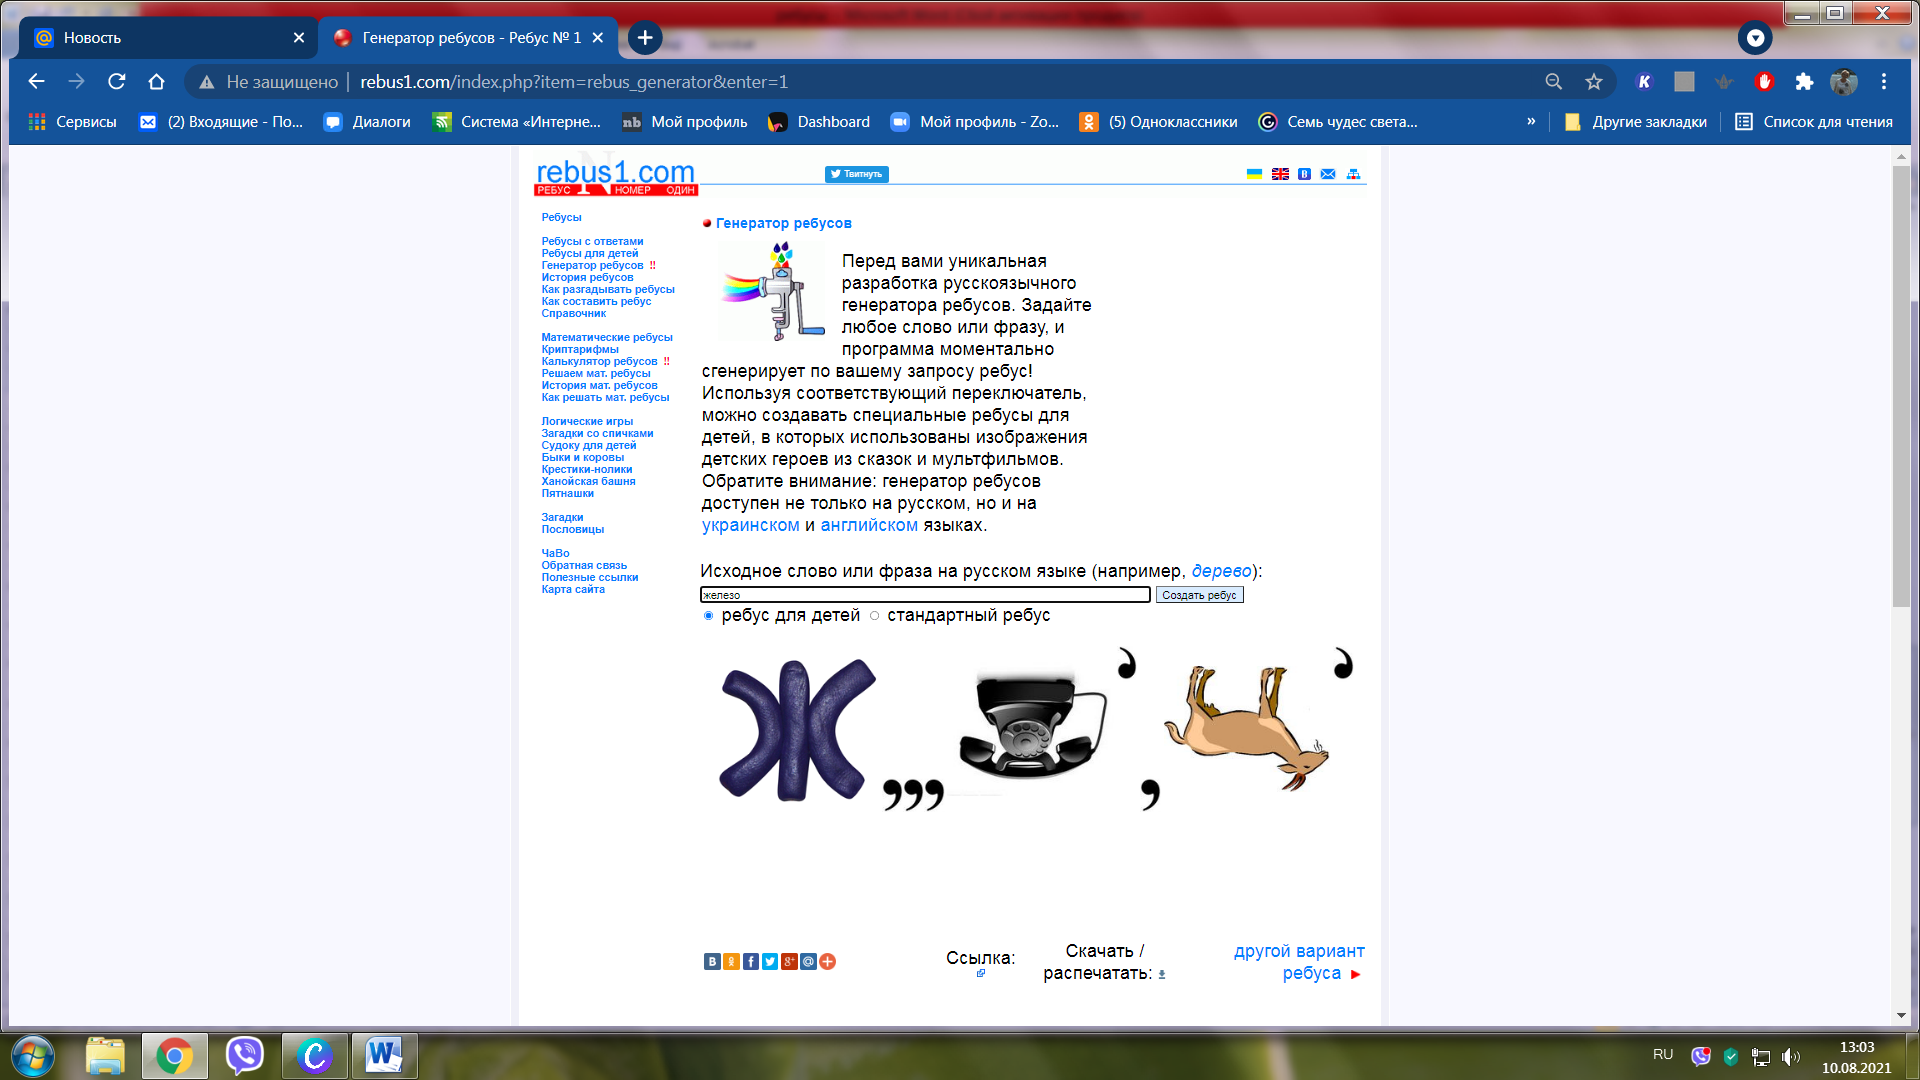 Новость
Генератор ребусов - Ребус № 1
Не защищено | rebus1.com/index.php?item=rebus_generator&enter=1
Сервисы
(2) Входящие - По...
Диалоги
Система «Интерне...
nb Мой профиль
Dashboard
Мой профиль - Zo...
(5) Одноклассники
Семь чудес света...
»
Другие закладки
Список для чтения
rebus1.com
РЕБУС N НОМЕР ОДИН
Твитнуть
Ребусы
Ребусы с ответами
Ребусы для детей
Генератор ребусов !!
История ребусов
Как разгадывать ребусы
Как составить ребус
Справочник
Математические ребусы
Криптарифмы
Калькулятор ребусов !!
Решаем мат. ребусы
История мат. ребусов
Как решать мат. ребусы
Логические игры
Загадки со спичками
Судоку для детей
Быки и коровы
Крестики-нолики
Ханойская башня
Пятнашки
Загадки
Пословицы
ЧаВо
Обратная связь
Полезные ссылки
Карта сайта
Генератор ребусов
Перед вами уникальная
разработка русскоязычного
генератора ребусов. Задайте
любое слово или фразу, и
программа моментально
сгенерирует по вашему запросу ребус!
Используя соответствующий переключатель,
можно создавать специальные ребусы для
детей, в которых использованы изображения
детских героев из сказок и мультфильмов.
Обратите внимание: генератор ребусов
доступен не только на русском, но и на
украинском и английском языках.
Исходное слово или фраза на русском языке (например, дерево):
железо
Создать ребус
ребус для детей стандартный ребус
Ж
,,, , , ,
Ссылка:
Скачать /
распечатать:
другой вариант
ребуса
RU
13:03
10.08.2021